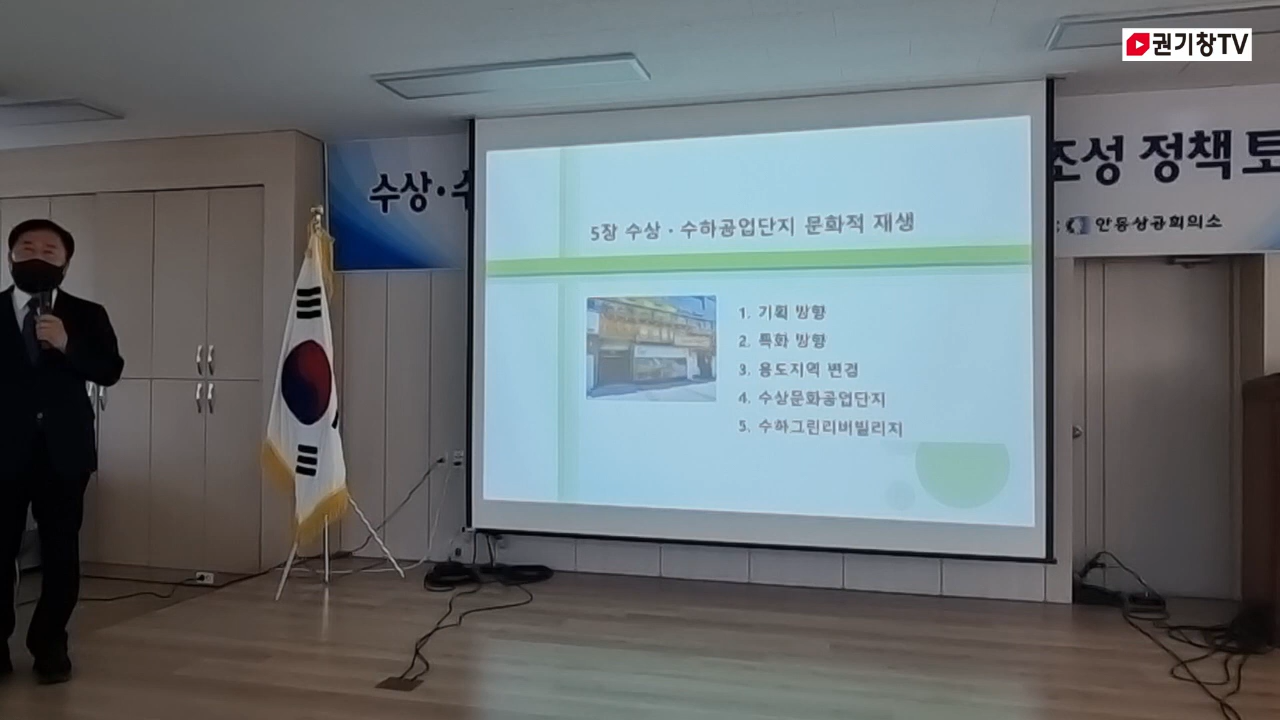 권기창TV
수상·수
조성 정책 토
안동상공회의소
5장 수상·수하공업단지 문화적 재생
1. 기획 방향
2. 특화 방향
3. 용도지역 변경
4. 수상문화공업단지
5. 수하그린리버빌리지